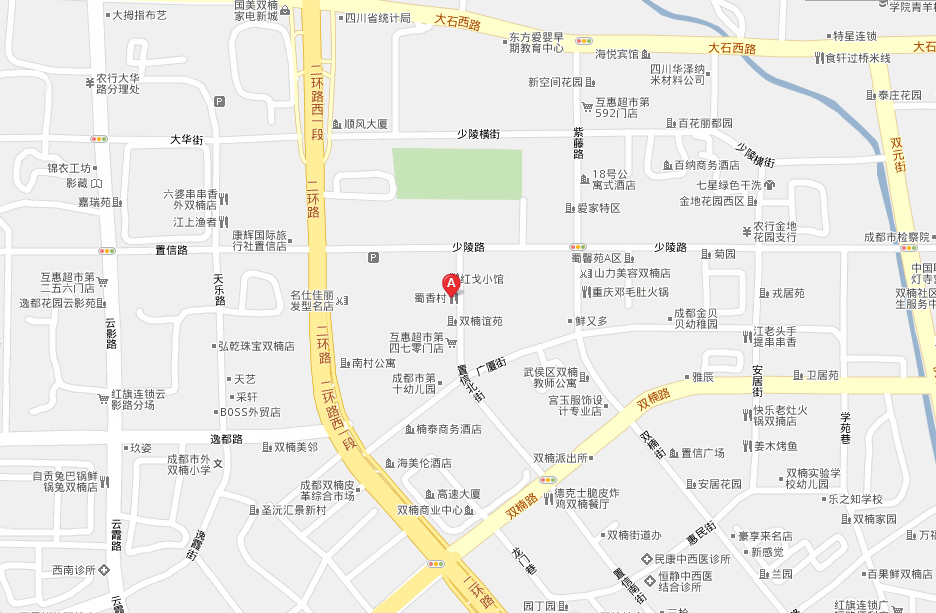 大拇指布艺
国美双楠
家电新城
四川省统计局
大石西路
学院青羊
东方爱婴早
期教育中心
海悦宾馆
大石西路
特星连锁
大石
食轩过桥米线
农行大华
路分理处
二环路西一段
新空间花园
四川华泽纳
米材料公司
互惠超市第
592门店
泰庄花园
顺风大厦
少陵横街
紫藤路
百花丽都园
大华街
少陵横街
双元街
锦衣工坊
影藏
嘉瑞苑
百纳商务酒店
18号公
寓式酒店
七星绿色干洗
金地花园西区
六婆串串香
外双楠店
江上渔者
二环路
爱家特区
康辉国际旅
行社置信店
农行金地
花园支行
成都市检察院
置信路
少陵路
少陵路
菊园
蜀馨苑A区
山力美容双楠店
中国联
灯寺
互惠超市第
二五六门店
逸都花园云影苑
天乐路
红戈小馆
A
蜀香村
重庆邓毛肚火锅
戎居苑
双楠社区
生服务中
名仕佳丽
发型名店
双楠谊苑
鲜又多
成都金贝
贝幼稚园
云影路
二环路
互惠超市第
四七零门店
江老头手
提串串香
弘乾珠宝双楠店
南村公寓
广厦街
天艺
成都市第
十幼儿园
置信北街
武侯区双楠
教师公寓
雅辰
安居街
卫居苑
红旗连锁云
影路分场
采轩
BOSS外贸店
二环路西一段
宫玉服饰设
计专业店
双楠路
快乐老灶火
锅双楠店
学苑巷
逸都路
楠泰商务酒店
双楠街
玖姿
双楠美邻
姜木烤鱼
置信广场
成都市外
双楠小学
海美伦酒店
双楠派出所
双楠实验学
校幼儿园
自贡兔巴锅鲜
锅兔双楠店
成都双楠皮
革综合市场
高速大厦
德克士脆皮炸
鸡双楠餐厅
安居花园
乐之知学校
圣沅汇景新村
双楠商业中心
双楠路
双楠家园
云霞路
逸霞街
龙门巷
双楠街道办
惠民街
豪享来名店
新感觉
万福
民康中西医诊所
西南诊所
置信南街
恒静中西医
结合诊所
兰园
百果鲜双楠店
二环路
园丁园
红旗连锁广